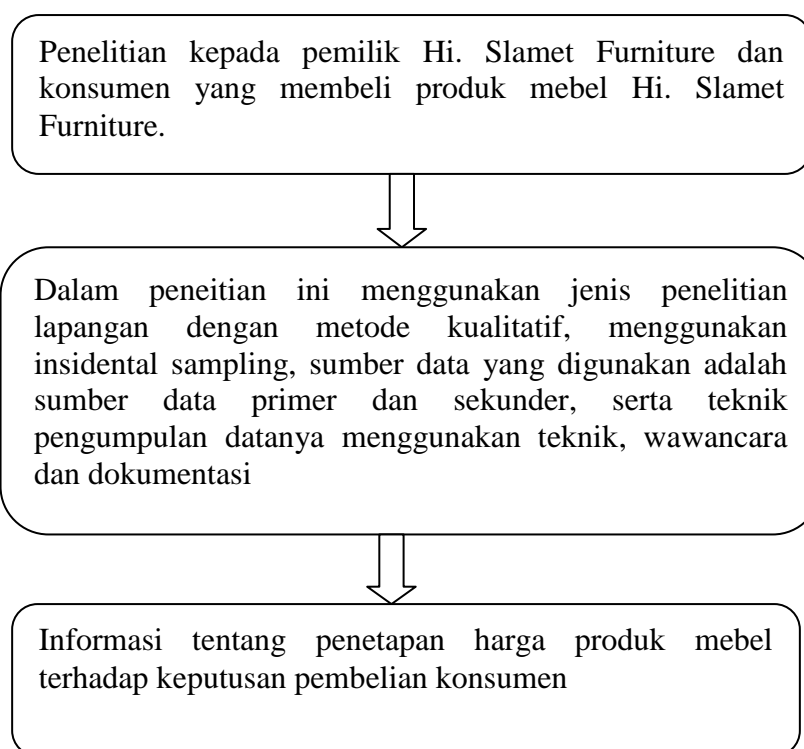 Penelitian kepada pemilik Hi. Slamet Furniture dan
konsumen yang membeli produk mebel Hi. Slamet
Furniture.
Dalam peneitian ini menggunakan jenis penelitian
lapangan dengan metode kualitatif, menggunakan
insidental sampling, sumber data yang digunakan adalah
sumber data primer dan sekunder, serta teknik
pengumpulan datanya menggunakan teknik, wawancara
dan dokumentasi
Informasi tentang penetapan harga produk mebel
terhadap keputusan pembelian konsumen